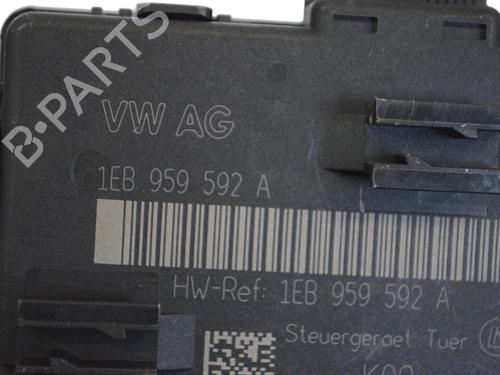 B-PARTS
VW AG
1EB 959 592 A
HW-Ref: 1EB 959 592 A
Steuergeraet Tuer